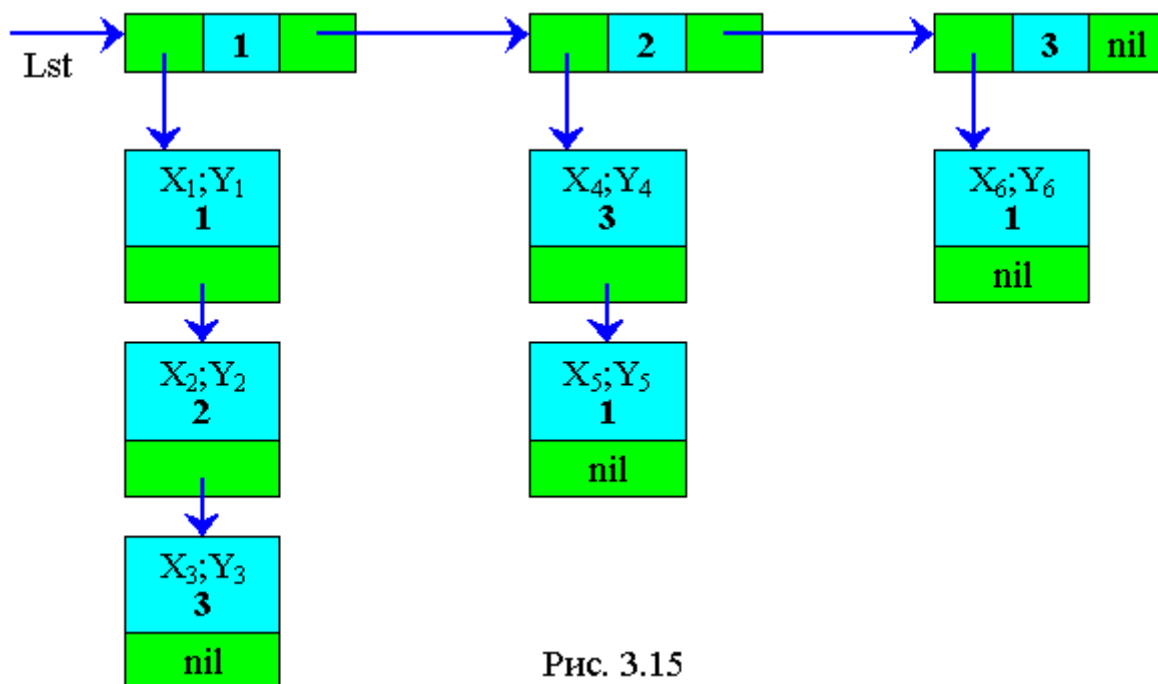 1
2
3 nil
Lst
X₁;Y₁
1
X₂;Y₂
2
X₃;Y₃
3
nil
X₄;Y₄
3
X₅;Y₅
1
nil
X₆;Y₆
1
nil
Рис. 3.15